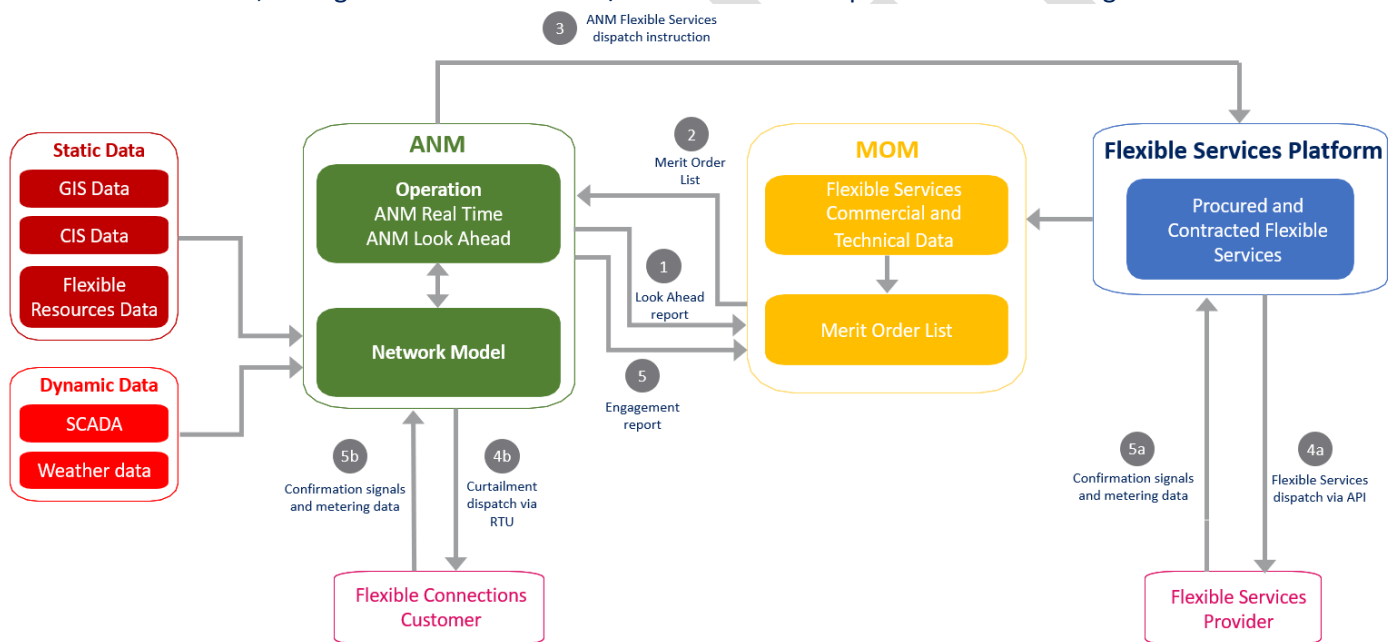 3
ANM Flexible Services
dispatch instruction
Static Data
GIS Data
CIS Data
Flexible
Resources Data
Dynamic Data
SCADA
Weather data
ANM
Operation
ANM Real Time
ANM Look Ahead
Network Model
2
Merit Order
List
1
Look Ahead
report
5
Engagement
report
MOM
Flexible Services
Commercial and
Technical Data
Merit Order List
Flexible Services Platform
Procured and
Contracted Flexible
Services
5b
Confirmation signals
and metering data
4b
Curtailment
dispatch via
RTU
5a
Confirmation signals
and metering data
4a
Flexible Services
dispatch via API
Flexible Connections
Customer
Flexible Services
Provider